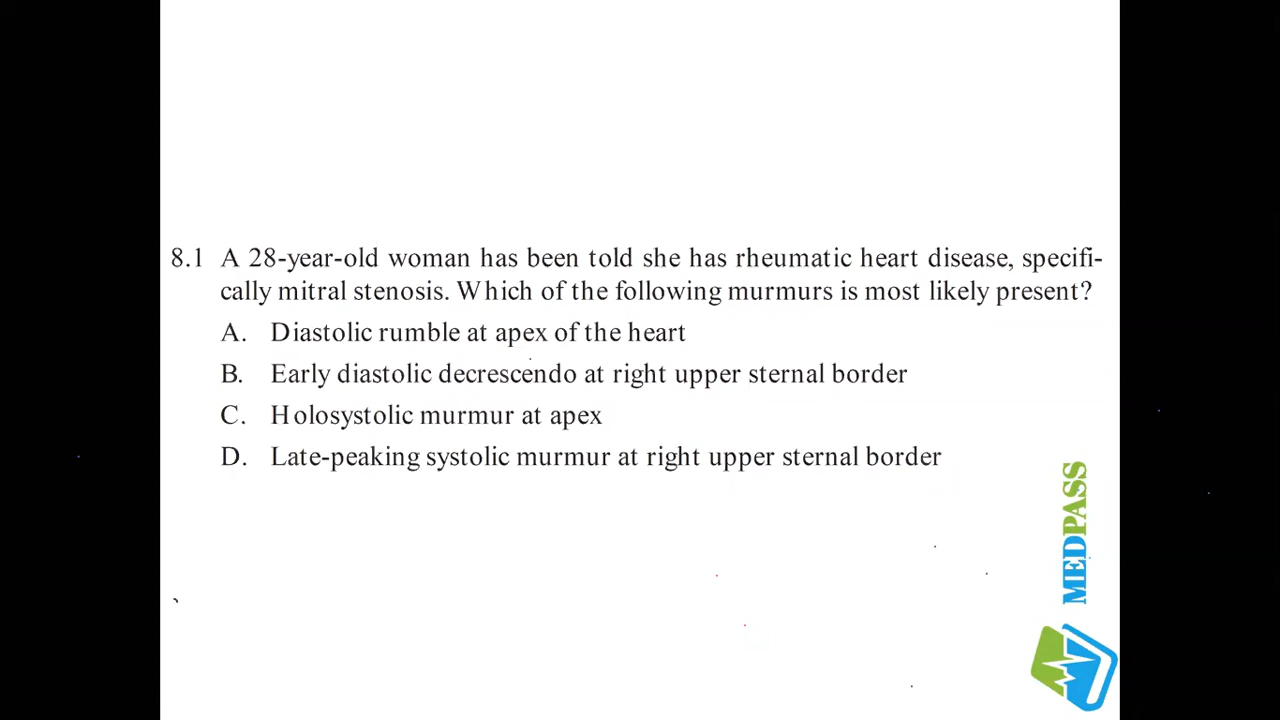 8.1 A 28-year-old woman has been told she has rheumatic heart disease, specifi-
cally mitral stenosis. Which of the following murmurs is most likely present?
A. Diastolic rumble at apex of the heart
B. Early diastolic decrescendo at right upper sternal border
C. Holosystolic murmur at apex
D. Late-peaking systolic murmur at right upper sternal border
MEDPASS